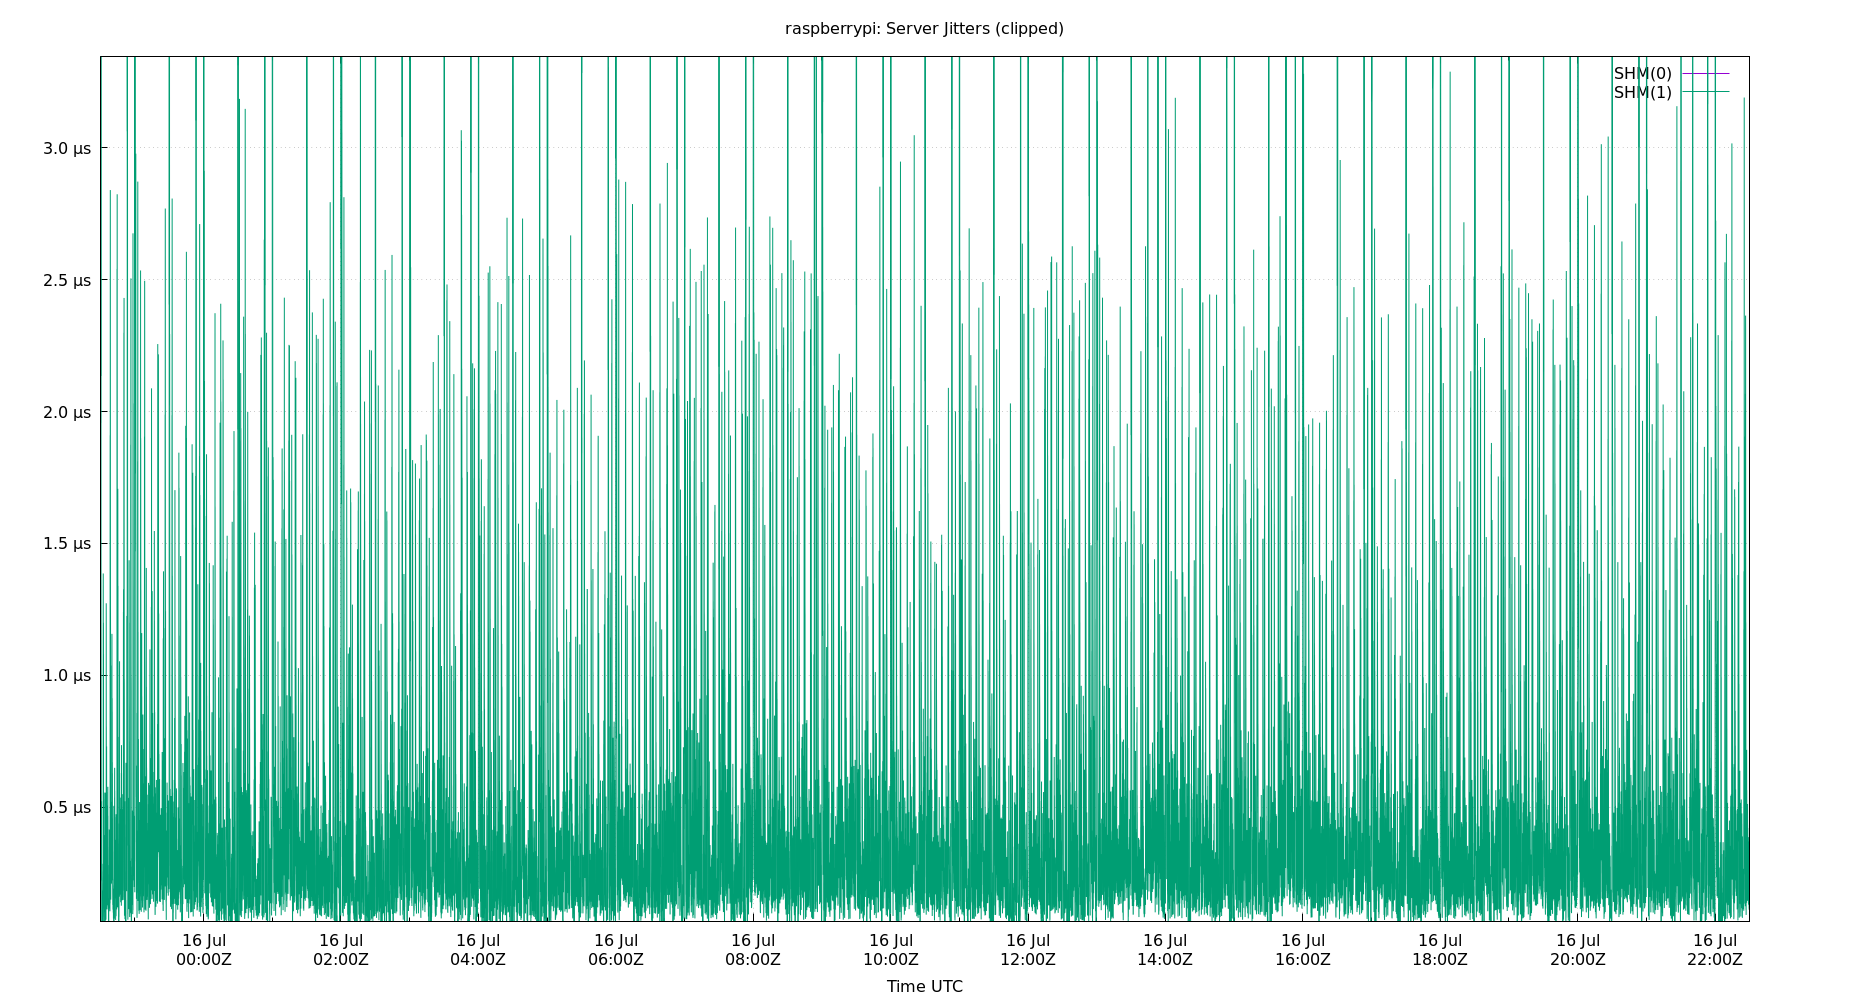 raspberrypi: Server Jitters (clipped)
SHM(0)
SHM(1)
3.0 µs
2.5 µs
2.0 µs
1.5 µs
1.0 µs
0.5 µs
16 Jul 16 Jul 16 Jul 16 Jul 16 Jul 16 Jul 16 Jul 16 Jul 16 Jul 16 Jul 16 Jul 16 Jul
00:00Z 02:00Z 04:00Z 06:00Z 08:00Z 10:00Z 12:00Z 14:00Z 16:00Z 18:00Z 20:00Z 22:00Z
Time UTC